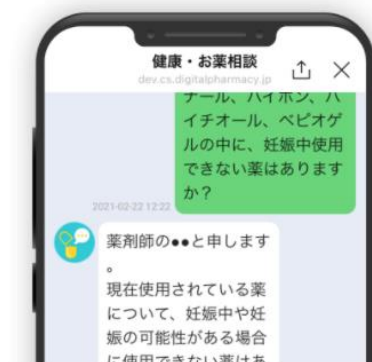 健康・お薬相談
dev.cs.digitalpharmacy.jp
ナール、ハイボン、ハ
イチオール、ベピオゲ
ルの中に、妊娠中使用
できない薬はあります
か？
2021-02-22 12:22
薬剤師の●●と申します
。
現在使用されている薬
について、妊娠中や妊
娠の可能性がある場合
に使用できない薬はあ